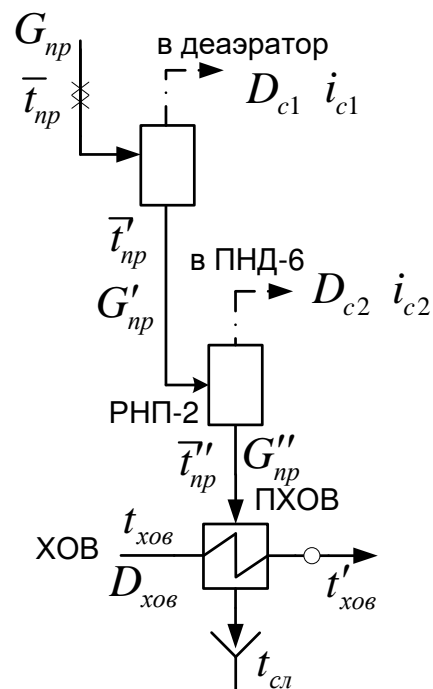 G_пр
в деаэратор
t̅_пр
D_с1 i_с1
t̅′_пр
G′_пр
в ПНД-6
D_с2 i_с2
РНП-2
t̅″_пр G″_пр
ПХОВ
ХОВ t_хов
D_хов t′_хов
t_сл